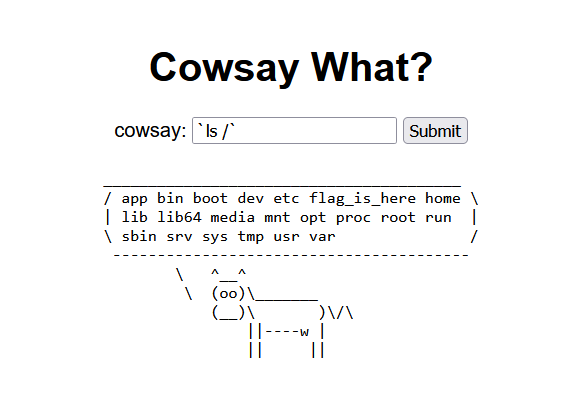 Cowsay What?
cowsay: `ls /` Submit
 ________________________________________
/ app bin boot dev etc flag_is_here home \
| lib lib64 media mnt opt proc root run  |
\ sbin srv sys tmp usr var               /
 ----------------------------------------
        \   ^__^
         \  (oo)\_______
            (__)\       )\/\
                ||----w |
                ||     ||